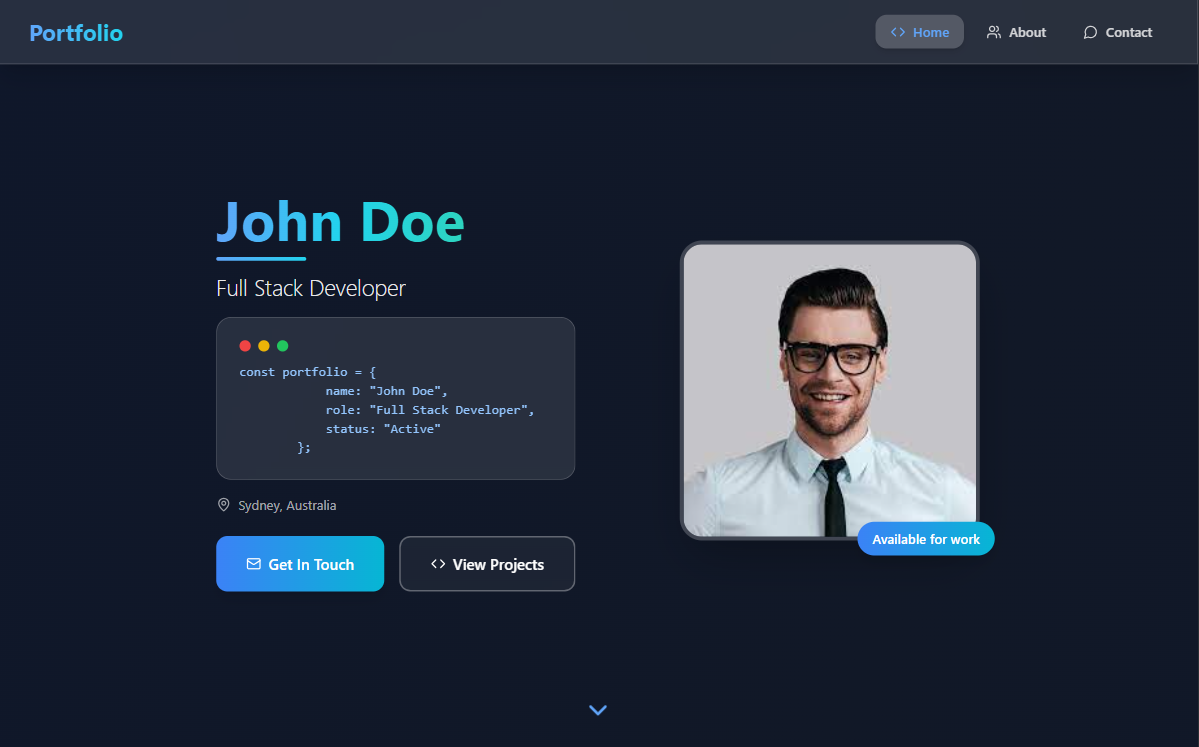 Portfolio
Home
About
Contact
John Doe
Full Stack Developer
const portfolio = {
name: "John Doe",
role: "Full Stack Developer",
status: "Active"
};
Sydney, Australia
Get In Touch
View Projects
Available for work